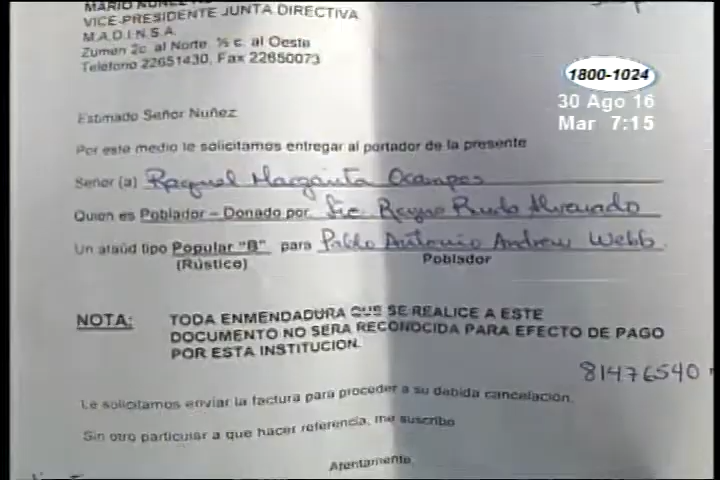 MARIO NUÑEZ
VICE-PRESIDENTE JUNTA DIRECTIVA
M.A.D.I.N.S.A.
Zumen 2c. al Norte, ½ c. al Oeste
Teléfono 22651430, Fax 22650073
1800-1024
30 Ago 16
Mar 7:15
Estimado Señor Nuñez
Por este medio le solicitamos entregar al portador de la presente
Señor (a) Raquel Margarita Ocampos
Quien es Poblador – Donado por
Un ataúd tipo Popular "B" para Pablo Antonio Andrew Webb.
(Rústico) Poblador
NOTA: TODA ENMENDADURA QUE SE REALICE A ESTE
DOCUMENTO NO SERA RECONOCIDA PARA EFECTO DE PAGO
POR ESTA INSTITUCION.
81476540
Le solicitamos enviar la factura para proceder a su debida cancelación.
Sin otro particular a que hacer referencia, me suscribo
Atentamente